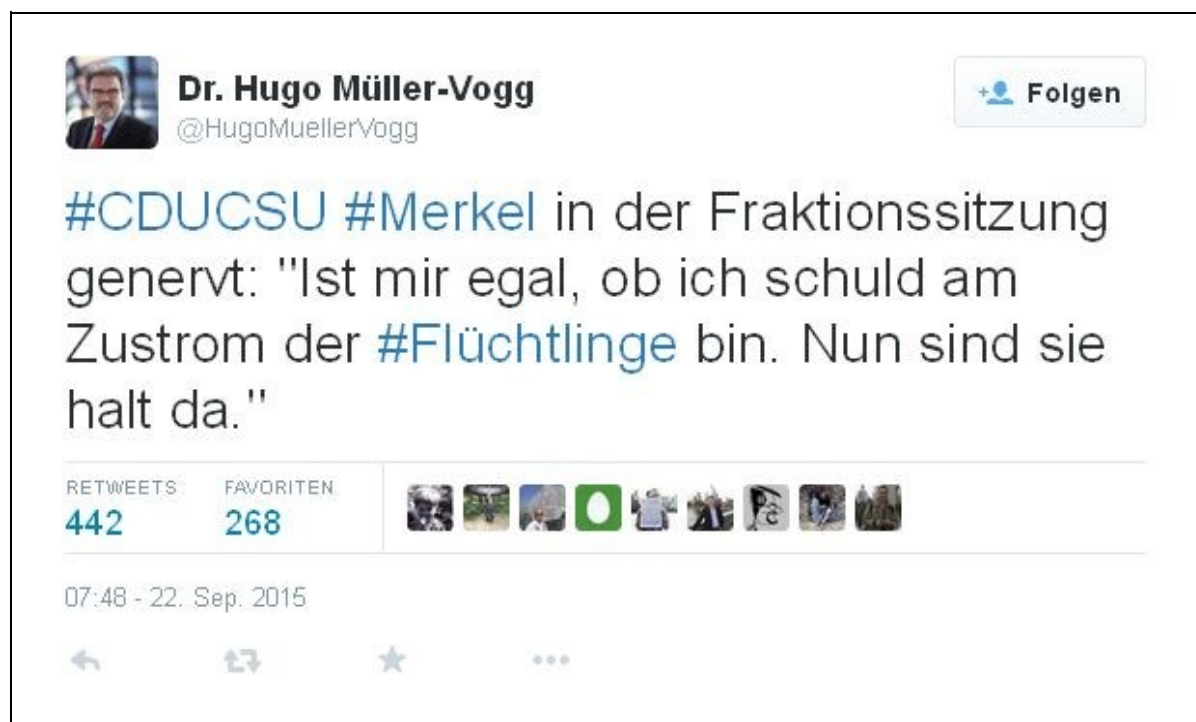 Dr. Hugo Müller-Vogg
@HugoMuellerVogg
Folgen
#CDUCSU #Merkel in der Fraktionssitzung
genervt: "Ist mir egal, ob ich schuld am
Zustrom der #Flüchtlinge bin. Nun sind sie
halt da."
RETWEETS FAVORITEN
442 268
07:48 - 22. Sep. 2015